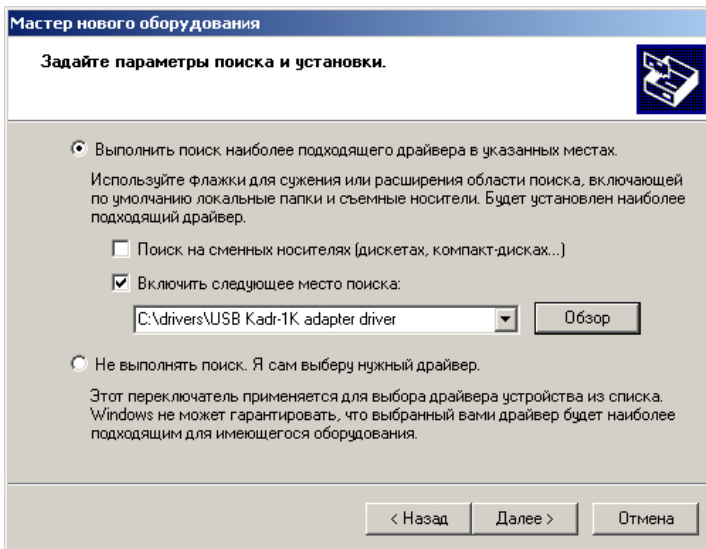 Мастер нового оборудования
Задайте параметры поиска и установки.
Выполнить поиск наиболее подходящего драйвера в указанных местах.
Используйте флажки для сужения или расширения области поиска, включающей
по умолчанию локальные папки и съемные носители. Будет установлен наиболее
подходящий драйвер.
Поиск на сменных носителях (дискетах, компакт-дисках...)
Включить следующее место поиска:
C:\drivers\USB Kadr-1K adapter driver
Обзор
Не выполнять поиск. Я сам выберу нужный драйвер.
Этот переключатель применяется для выбора драйвера устройства из списка.
Windows не может гарантировать, что выбранный вами драйвер будет наиболее
подходящим для имеющегося оборудования.
< Назад
Далее >
Отмена